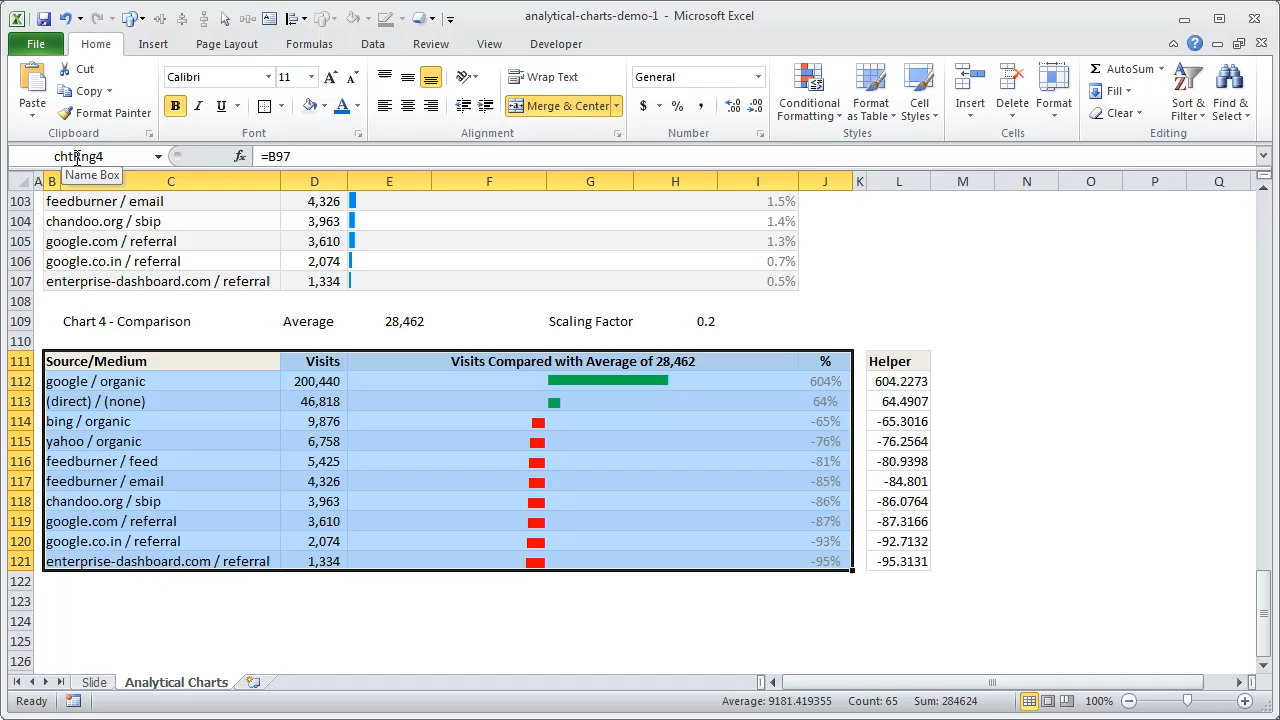 analytical-charts-demo-1 - Microsoft Excel
File Home Insert Page Layout Formulas Data Review View Developer
Paste
Cut
Copy
Format Painter
Clipboard
Calibri 11
B I U
A
Font
Wrap Text
Merge & Center
Alignment
General
$ % ,
Number
Conditional Formatting
Format as Table
Cell Styles
Styles
Insert Delete Format
Cells
AutoSum
Fill
Clear
Sort & Filter
Find & Select
Editing
fx =B97
Name Box
A B C D E F G H I J K L M N O P Q
103 feedburner / email 4,326 1.5%
104 chandoo.org / sbip 3,963 1.4%
105 google.com / referral 3,610 1.3%
106 google.co.in / referral 2,074 0.7%
107 enterprise-dashboard.com / referral 1,334 0.5%
108
109 Chart 4 - Comparison Average 28,462 Scaling Factor 0.2
110
111 Source/Medium Visits Visits Compared with Average of 28,462 % Helper
112 google / organic 200,440 604% 604.2273
113 (direct) / (none) 46,818 64% 64.4907
114 bing / organic 9,876 -65% -65.3016
115 yahoo / organic 6,758 -76% -76.2564
116 feedburner / feed 5,425 -81% -80.9398
117 feedburner / email 4,326 -85% -84.801
118 chandoo.org / sbip 3,963 -86% -86.0764
119 google.com / referral 3,610 -87% -87.3166
120 google.co.in / referral 2,074 -93% -92.7132
121 enterprise-dashboard.com / referral 1,334 -95% -95.3131
122
123
124
125
126
Slide Analytical Charts
Ready Average: 9181.419355 Count: 65 Sum: 284624 100%